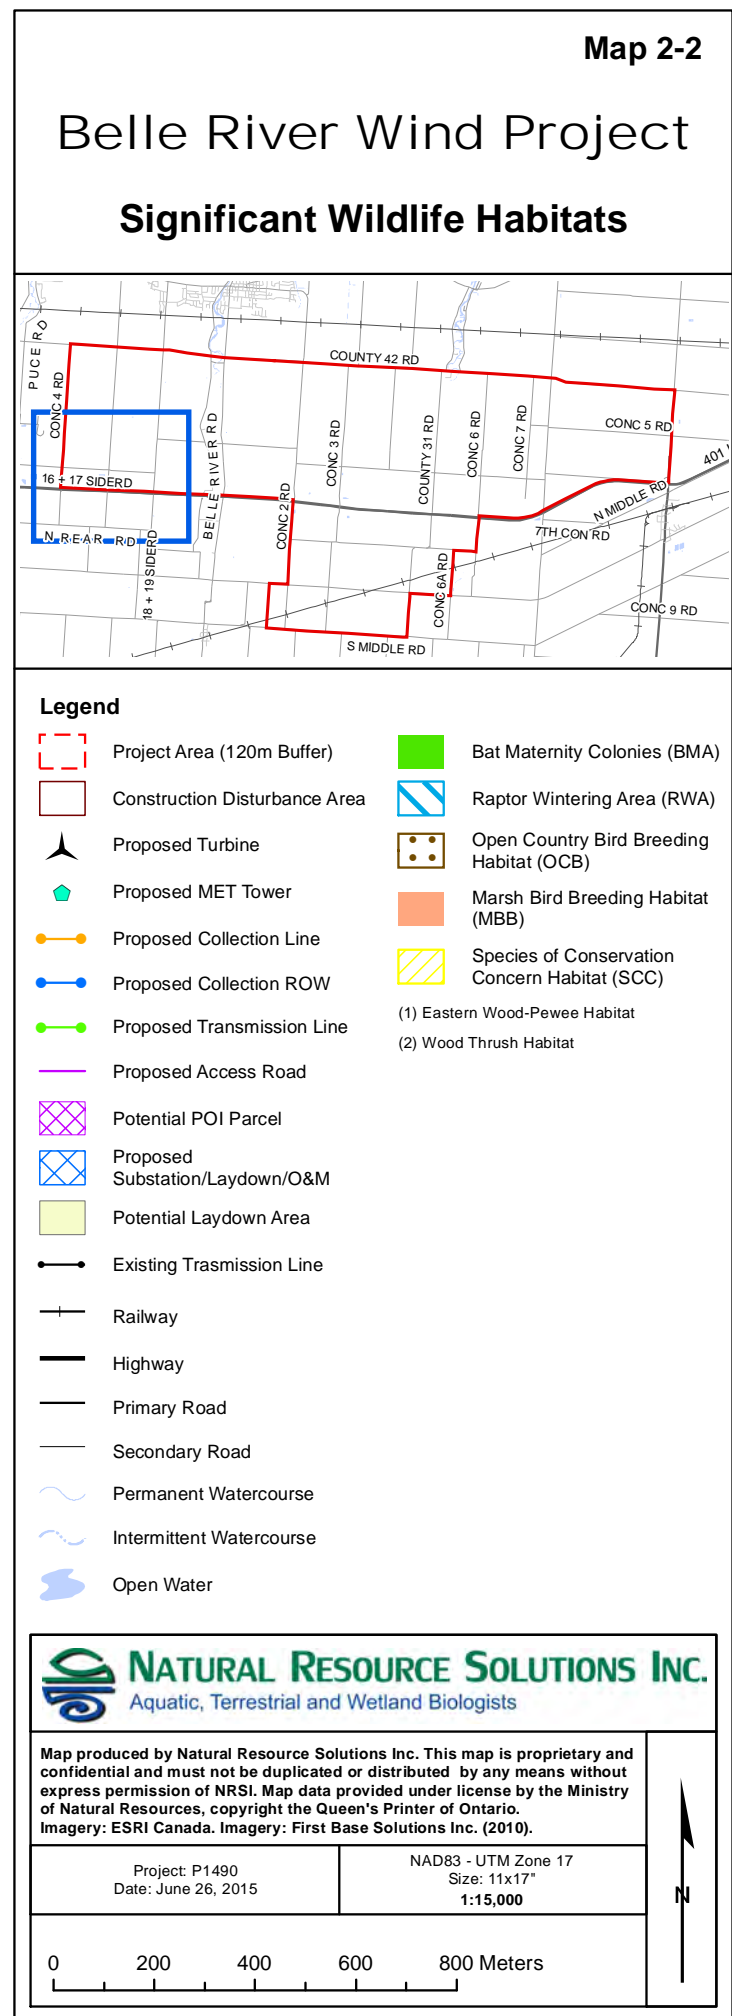 Map 2-2
Belle River Wind Project
Significant Wildlife Habitats
PUCE RD
CONC 4 RD
COUNTY 42 RD
BELLE RIVER RD
CONC 3 RD
COUNTY 31 RD
CONC 6 RD
CONC 7 RD
CONC 5 RD
401
16 + 17 SIDERD
CONC 2 RD
N MIDDLE RD
N REAR RD
18 + 19 SIDERD
7TH CON RD
CONC 6A RD
CONC 9 RD
S MIDDLE RD
Legend
Project Area (120m Buffer)
Construction Disturbance Area
Proposed Turbine
Proposed MET Tower
Proposed Collection Line
Proposed Collection ROW
Proposed Transmission Line
Proposed Access Road
Potential POI Parcel
Proposed
Substation/Laydown/O&M
Potential Laydown Area
Existing Trasmission Line
Railway
Highway
Primary Road
Secondary Road
Permanent Watercourse
Intermittent Watercourse
Open Water
Bat Maternity Colonies (BMA)
Raptor Wintering Area (RWA)
Open Country Bird Breeding
Habitat (OCB)
Marsh Bird Breeding Habitat
(MBB)
Species of Conservation
Concern Habitat (SCC)
(1) Eastern Wood-Pewee Habitat
(2) Wood Thrush Habitat
NATURAL RESOURCE SOLUTIONS INC.
Aquatic, Terrestrial and Wetland Biologists
Map produced by Natural Resource Solutions Inc. This map is proprietary and
confidential and must not be duplicated or distributed by any means without
express permission of NRSI. Map data provided under license by the Ministry
of Natural Resources, copyright the Queen's Printer of Ontario.
Imagery: ESRI Canada. Imagery: First Base Solutions Inc. (2010).
Project: P1490
Date: June 26, 2015
NAD83 - UTM Zone 17
Size: 11x17"
1:15,000
N
0 200 400 600 800 Meters